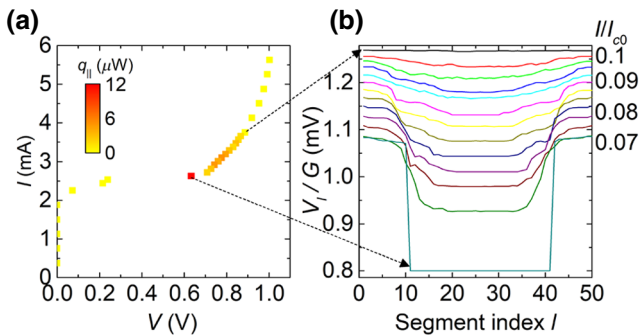 (a)
q|| (μW)
12
0
I (mA)
6
5
4
3
2
1
0
0.0 0.2 0.4 0.6 0.8 1.0
V (V)
(b)
I/Ic0
0.1
0.09
0.08
0.07
Vl / G (mV)
1.2
1.1
1.0
0.9
0.8
0 10 20 30 40 50
Segment index l